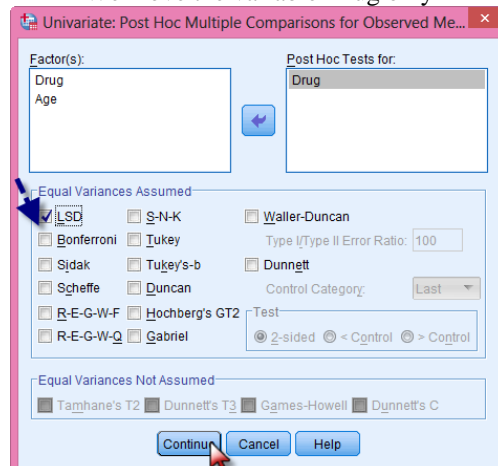 Univariate: Post Hoc Multiple Comparisons for Observed Me...
Factor(s):
Drug
Age
Post Hoc Tests for:
Drug
Equal Variances Assumed
LSD S-N-K Waller-Duncan
Bonferroni Tukey Type I/Type II Error Ratio: 100
Sidak Tukey's-b Dunnett
Scheffe Duncan Control Category: Last
R-E-G-W-F Hochberg's GT2 Test
R-E-G-W-Q Gabriel 2-sided < Control > Control
Equal Variances Not Assumed
Tamhane's T2 Dunnett's T3 Games-Howell Dunnett's C
Continue Cancel Help